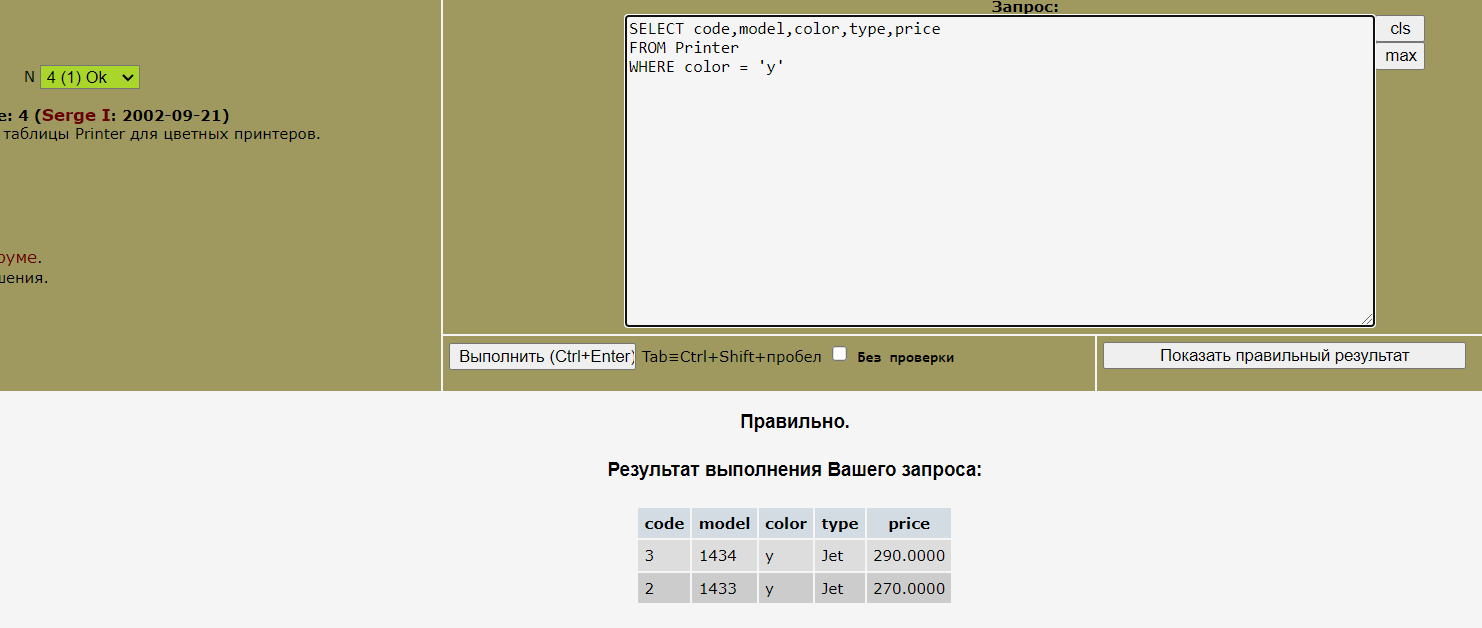 N 4 (1) Ok
: 4 (Serge I: 2002-09-21)
таблицы Printer для цветных принтеров.
Запрос:
SELECT code,model,color,type,price
FROM Printer
WHERE color = 'y'
cls
max
Выполнить (Ctrl+Enter) Tab≡Ctrl+Shift+пробел Без проверки
Показать правильный результат
Правильно.
Результат выполнения Вашего запроса:
code model color type price
3 1434 y Jet 290.0000
2 1433 y Jet 270.0000